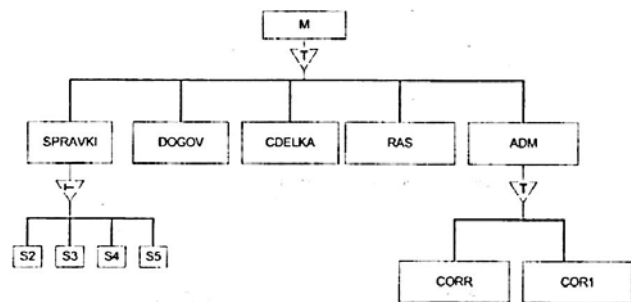 M
T
SPRAVKI DOGOV CDELKA RAS ADM
T T
S2 S3 S4 S5
CORR COR1